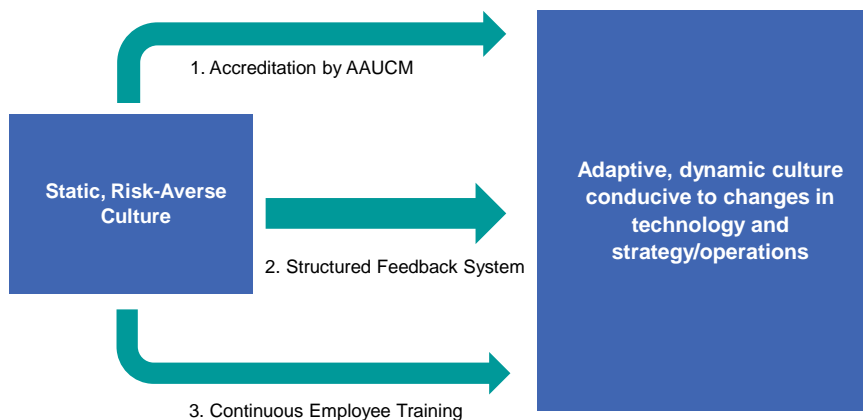 1. Accreditation by AAUCM
Static, Risk-Averse
Culture
Adaptive, dynamic culture
conducive to changes in
technology and
strategy/operations
2. Structured Feedback System
3. Continuous Employee Training